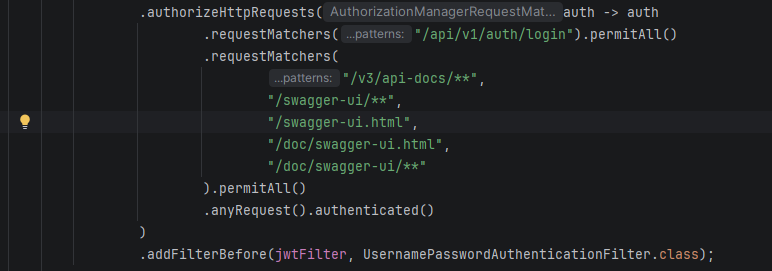 .authorizeHttpRequests( AuthorizationManagerRequestMat... auth -> auth
.requestMatchers( ...patterns: "/api/v1/auth/login").permitAll()
.requestMatchers(
...patterns: "/v3/api-docs/**",
"/swagger-ui/**",
"/swagger-ui.html",
"/doc/swagger-ui.html",
"/doc/swagger-ui/**"
).permitAll()
.anyRequest().authenticated()
)
.addFilterBefore(jwtFilter, UsernamePasswordAuthenticationFilter.class);